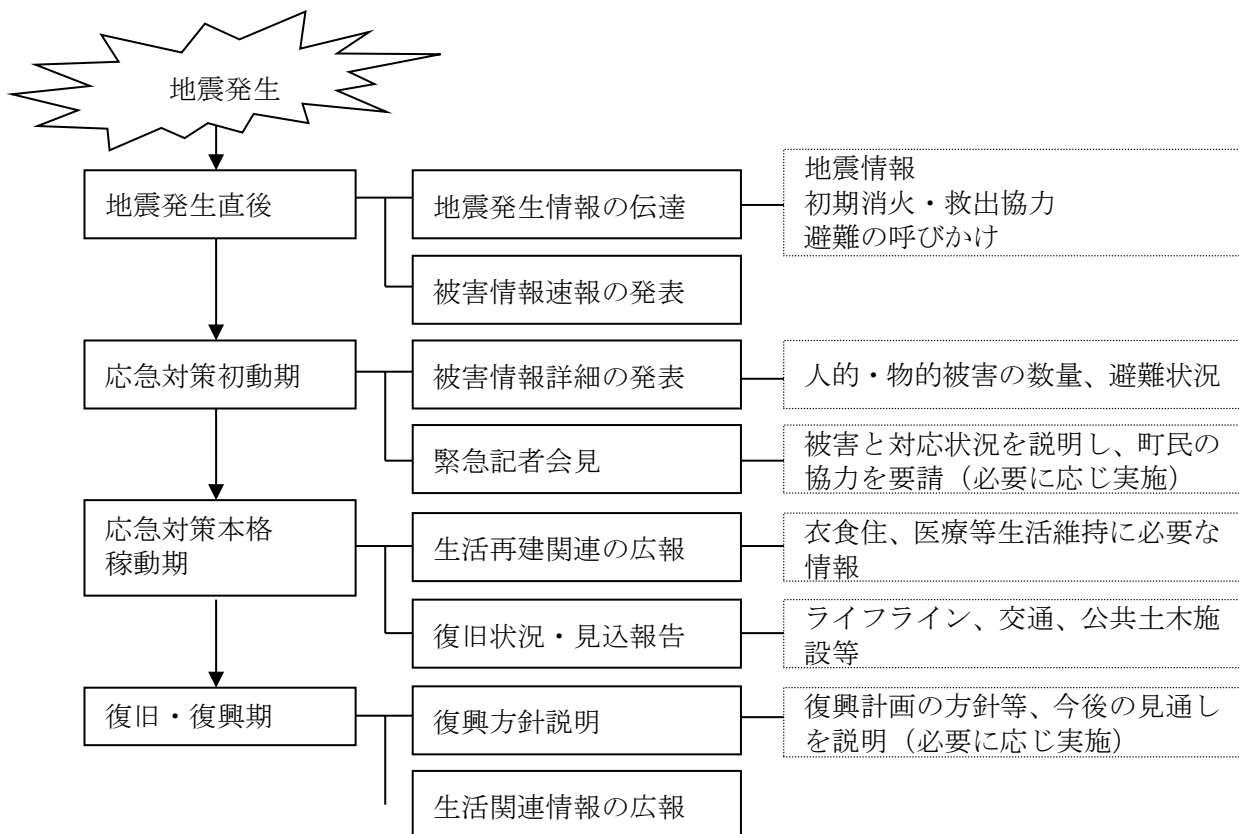 地震発生
地震発生直後
地震発生情報の伝達
地震情報
初期消火・救出協力
避難の呼びかけ
被害情報速報の発表
応急対策初動期
被害情報詳細の発表
人的・物的被害の数量、避難状況
緊急記者会見
被害と対応状況を説明し、町民の
協力を要請（必要に応じ実施）
応急対策本格
稼動期
生活再建関連の広報
衣食住、医療等生活維持に必要な
情報
復旧状況・見込報告
ライフライン、交通、公共土木施
設等
復旧・復興期
復興方針説明
復興計画の方針等、今後の見通し
を説明（必要に応じ実施）
生活関連情報の広報